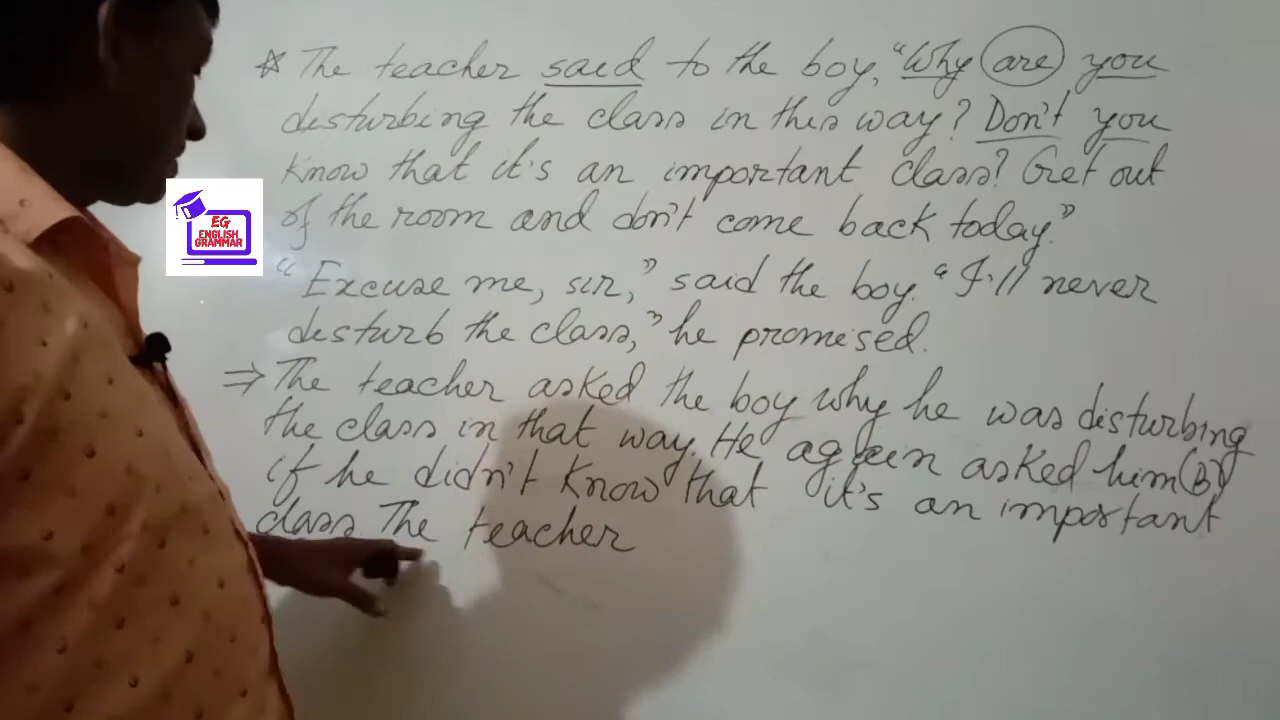 * The teacher said to the boy, "Why are you
disturbing the class in this way? Don't you
know that it's an important class? Get out
of the room and don't come back today."
"Excuse me, sir," said the boy. "I'll never
disturb the class," he promised.
⇒ The teacher asked the boy why he was disturbing
the class in that way. He again asked him (B)
if he didn't know that it's an important
class The teacher
EG
ENGLISH
GRAMMAR